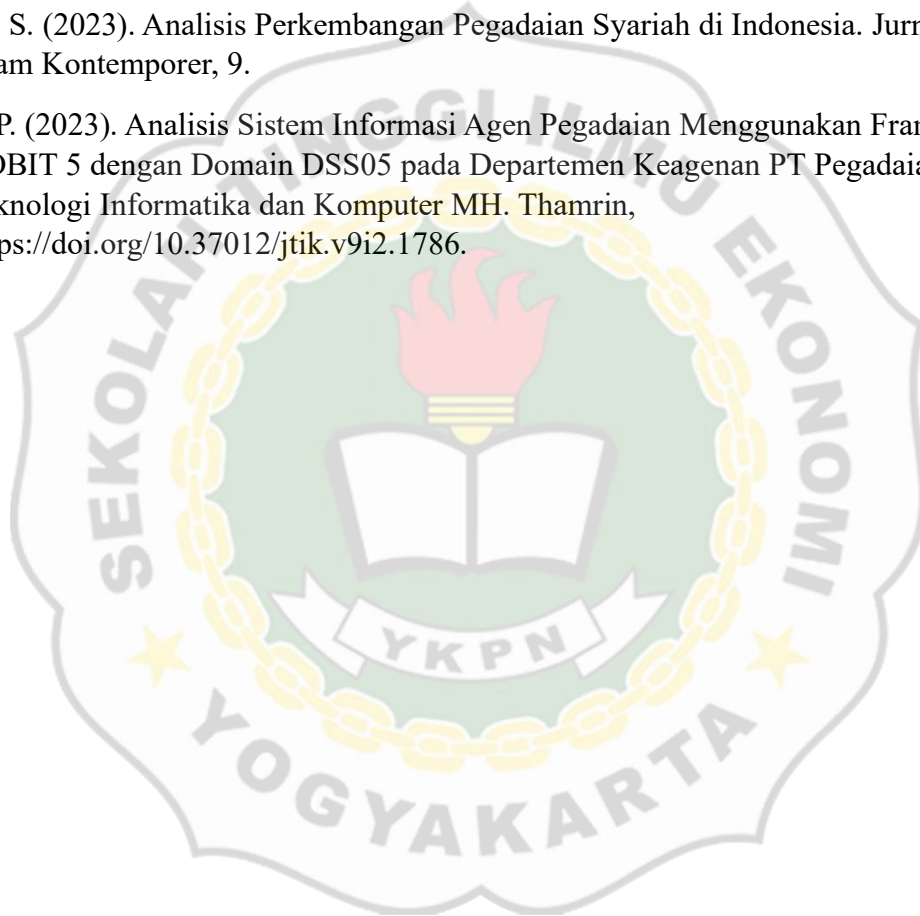 S. (2023). Analisis Perkembangan Pegadaian Syariah di Indonesia. Jurn
am Kontemporer, 9.
P. (2023). Analisis Sistem Informasi Agen Pegadaian Menggunakan Fran
OBIT 5 dengan Domain DSS05 pada Departemen Keagenan PT Pegadaia
knologi Informatika dan Komputer MH. Thamrin,
ps://doi.org/10.37012/jtik.v9i2.1786.
SEKOLAH TINGGI ILMU EKONOMI
YKPN
YOGYAKARTA